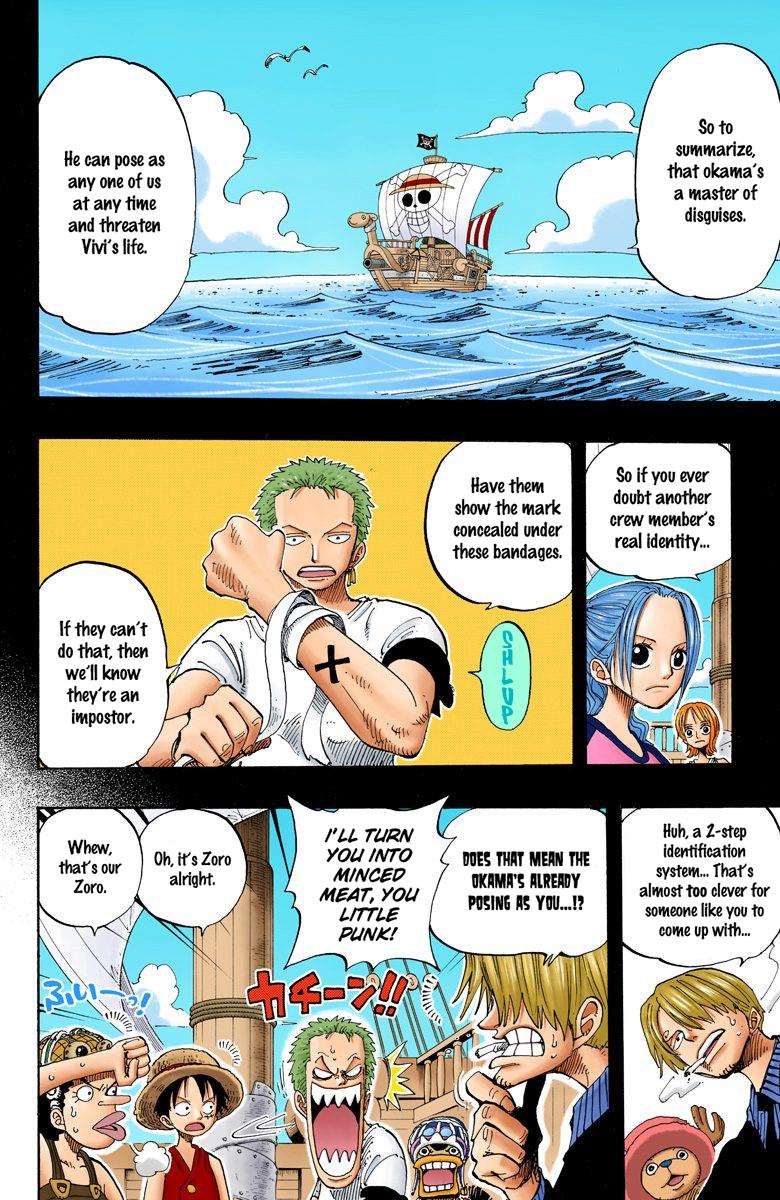 So to
summarize,
that okama's
a master of
disguises.
He can pose as
any one of us
at any time
and threaten
Vivi's life.
So if you ever
doubt another
crew member's
real identity...
Have them
show the mark
concealed under
these bandages.
SHLUP
If they can't
do that, then
we'll know
they're an
impostor.
Huh, a 2-step
identification
system... That's
almost too clever for
someone like you to
come up with...
DOES THAT MEAN THE
OKAMA'S ALREADY
POSING AS YOU...!?
I'LL TURN
YOU INTO
MINCED
MEAT, YOU
LITTLE
PUNK!
カチーン!!
Oh, it's Zoro
alright.
Whew,
that's our
Zoro.
ふいーっ!